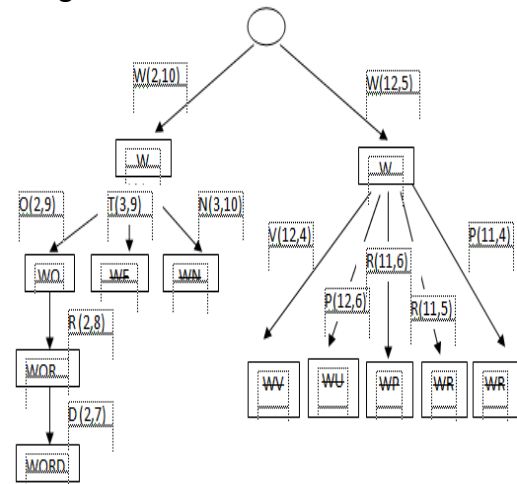 W(2,10)
W(12,5)
W
W
O(2,9)
T(3,9)
N(3,10)
V(12,4)
P(12,6)
R(11,6)
R(11,5)
P(11,4)
WO
WE
WN
R(2,8)
WOR
D(2,7)
WORD
WV
WU
WP
WR
WR